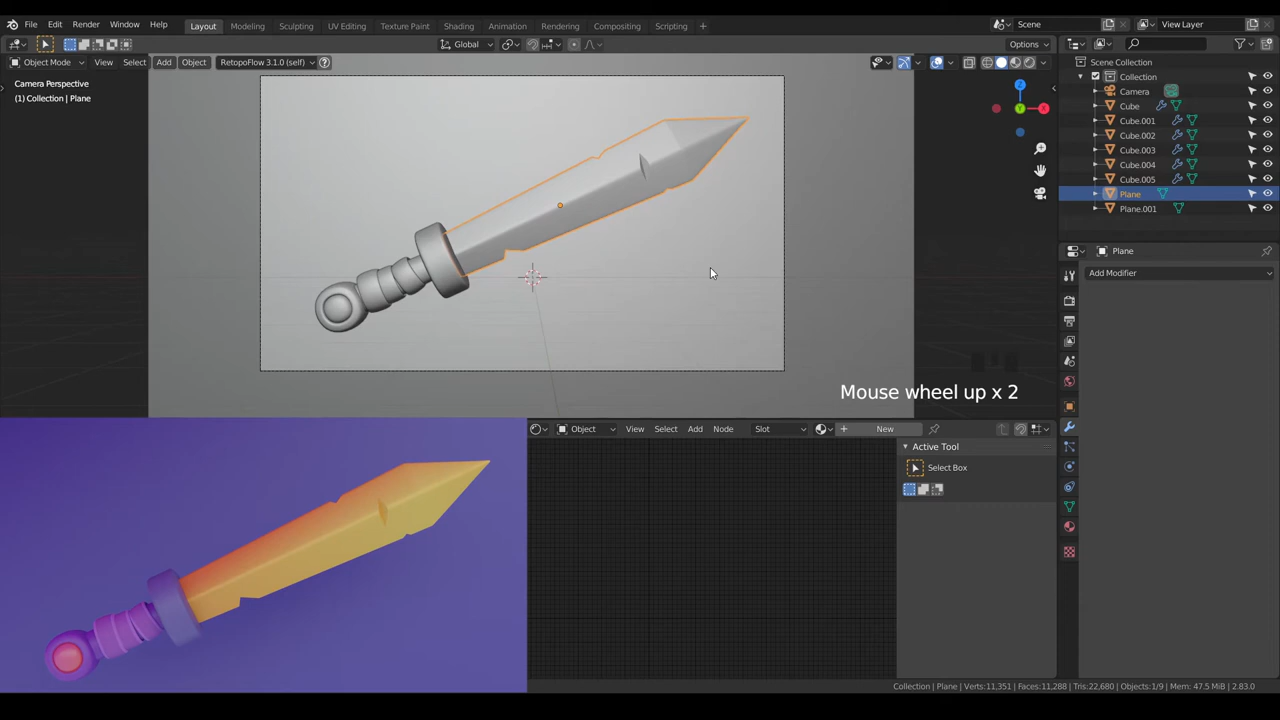 File Edit Render Window Help Layout Modeling Sculpting UV Editing Texture Paint Shading Animation Rendering Compositing Scripting + Scene View Layer
Global Options
Object Mode View Select Add Object RetopoFlow 3.1.0 (self) ?
Camera Perspective
(1) Collection | Plane
Z
Y
X
Mouse wheel up x 2
Scene Collection
Collection
Camera
Cube
Cube.001
Cube.002
Cube.003
Cube.004
Cube.005
Plane
Plane.001
Plane
Add Modifier
Object View Select Add Node Slot New
Active Tool
Select Box
Collection | Plane | Verts:11,351 | Faces:11,288 | Tris:22,680 | Objects:1/9 | Mem: 47.5 MiB | 2.83.0